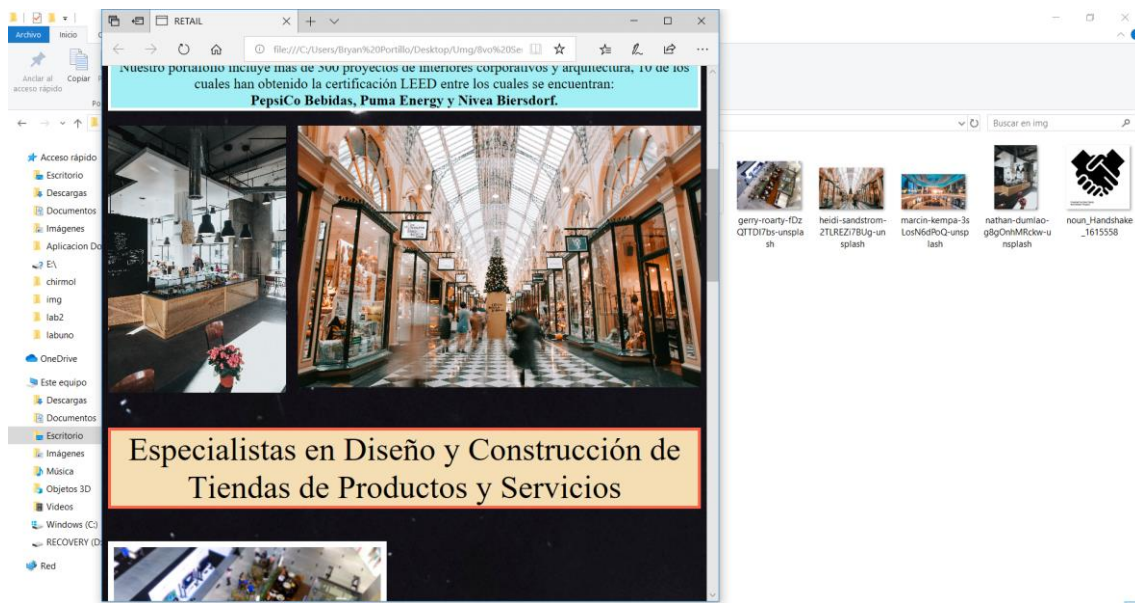 RETAIL
Archivo
Inicio
file:///C:/Users/Bryan%20Portillo/Desktop/Umg/8vo%20Se
Anclar al
acceso rápido
Copiar
Buscar en img
Acceso rápido
Escritorio
Descargas
Documentos
Imágenes
Aplicacion Do
E:\
chirmol
img
lab2
labuno
OneDrive
Este equipo
Descargas
Documentos
Escritorio
Imágenes
Música
Objetos 3D
Videos
Windows (C:)
RECOVERY (D:
Red
Nuestro portafolio incluye más de 300 proyectos de interiores corporativos y arquitectura, 10 de los
cuales han obtenido la certificación LEED entre los cuales se encuentran:
PepsiCo Bebidas, Puma Energy y Nivea Biersdorf.
Especialistas en Diseño y Construcción de
Tiendas de Productos y Servicios
gerry-roarty-fDz
QTTDI7bs-unspla
sh
heidi-sandstrom-
2TLREZi7BUg-un
splash
marcin-kempa-3s
LosN6dPoQ-unsp
lash
nathan-dumlao-
g8gOnhMRckw-u
nsplash
noun_Handshake
_1615558